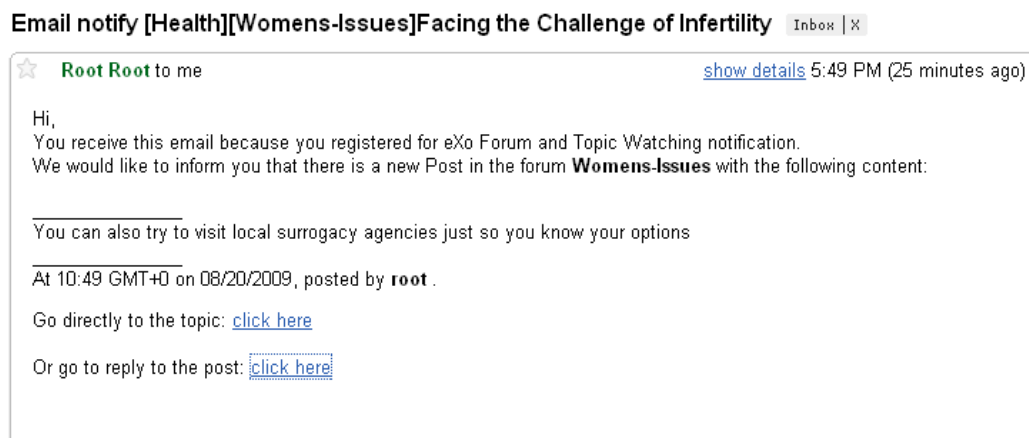 Email notify [Health][Womens-Issues]Facing the Challenge of Infertility Inbox | X
Root Root to me show details 5:49 PM (25 minutes ago)
Hi,
You receive this email because you registered for eXo Forum and Topic Watching notification.
We would like to inform you that there is a new Post in the forum Womens-Issues with the following content:
You can also try to visit local surrogacy agencies just so you know your options
At 10:49 GMT+0 on 08/20/2009, posted by root .
Go directly to the topic: click here
Or go to reply to the post: click here